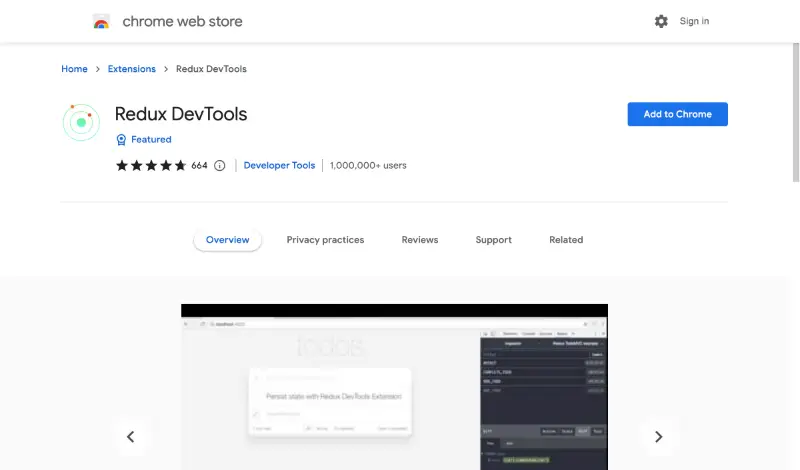 chrome web store
Sign in
Home > Extensions > Redux DevTools
Redux DevTools
Add to Chrome
Featured
664 Developer Tools 1,000,000+ users
Overview Privacy practices Reviews Support Related
todos
Persist state with Redux DevTools Extension